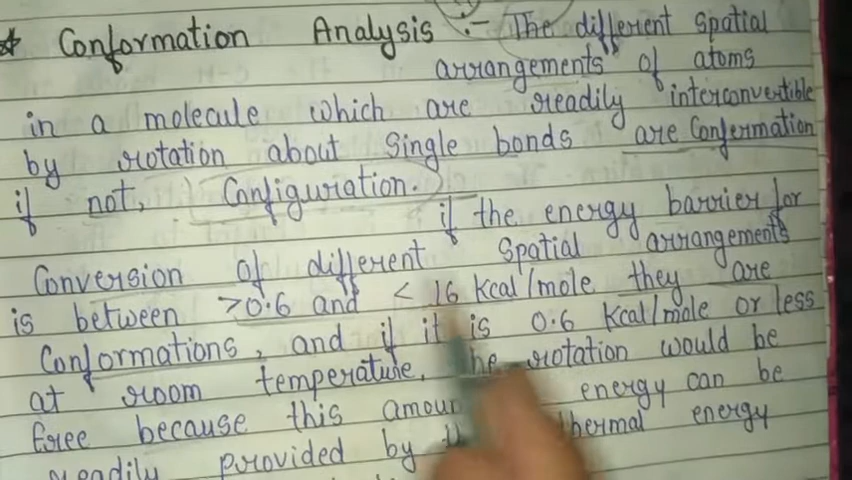 * Conformation Analysis :- The different spatial
arrangements of atoms
in a molecule which are readily interconvertible
by rotation about single bonds are Conformation
if not, Configuration.
if the energy barrier for
Conversion of different spatial arrangements
is between >0.6 and < 16 Kcal/mole they are
Conformations, and if it is 0.6 Kcal/mole or less
at room temperature, the rotation would be
free because this amoun energy can be
readily provided by thermal energy